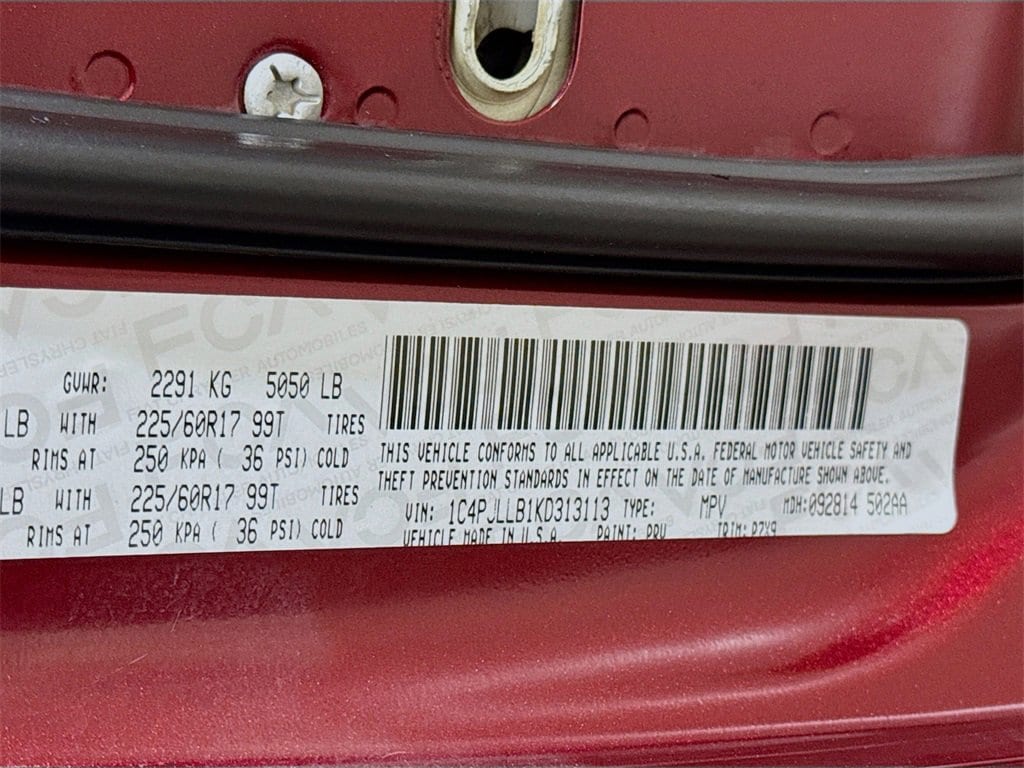 GVWR: 2291 KG 5050 LB
LB WITH 225/60R17 99T TIRES
RIMS AT 250 KPA ( 36 PSI) COLD
LB WITH 225/60R17 99T TIRES
RIMS AT 250 KPA ( 36 PSI) COLD
THIS VEHICLE CONFORMS TO ALL APPLICABLE U.S.A. FEDERAL MOTOR VEHICLE SAFETY AND
THEFT PREVENTION STANDARDS IN EFFECT ON THE DATE OF MANUFACTURE SHOWN ABOVE.
VIN: 1C4PJLLB1KD313113 TYPE: MPV MDH:092814 502AA
VEHICLE MADE IN U.S.A. PAINT: PRV TRIM: P7X9